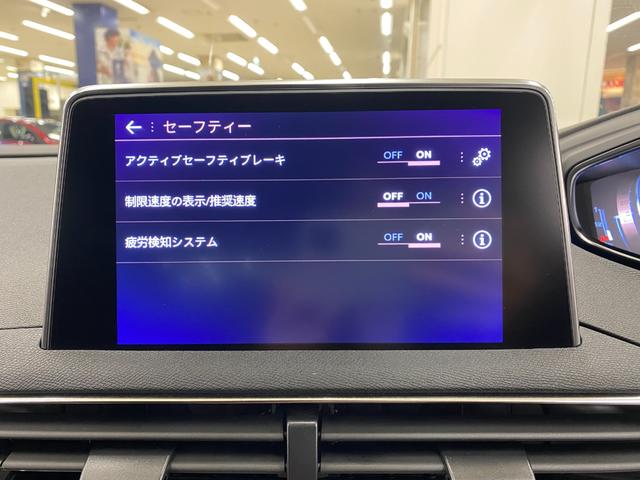 セーフティー
アクティブセーフティブレーキ OFF ON
制限速度の表示/推奨速度 OFF ON
疲労検知システム OFF ON